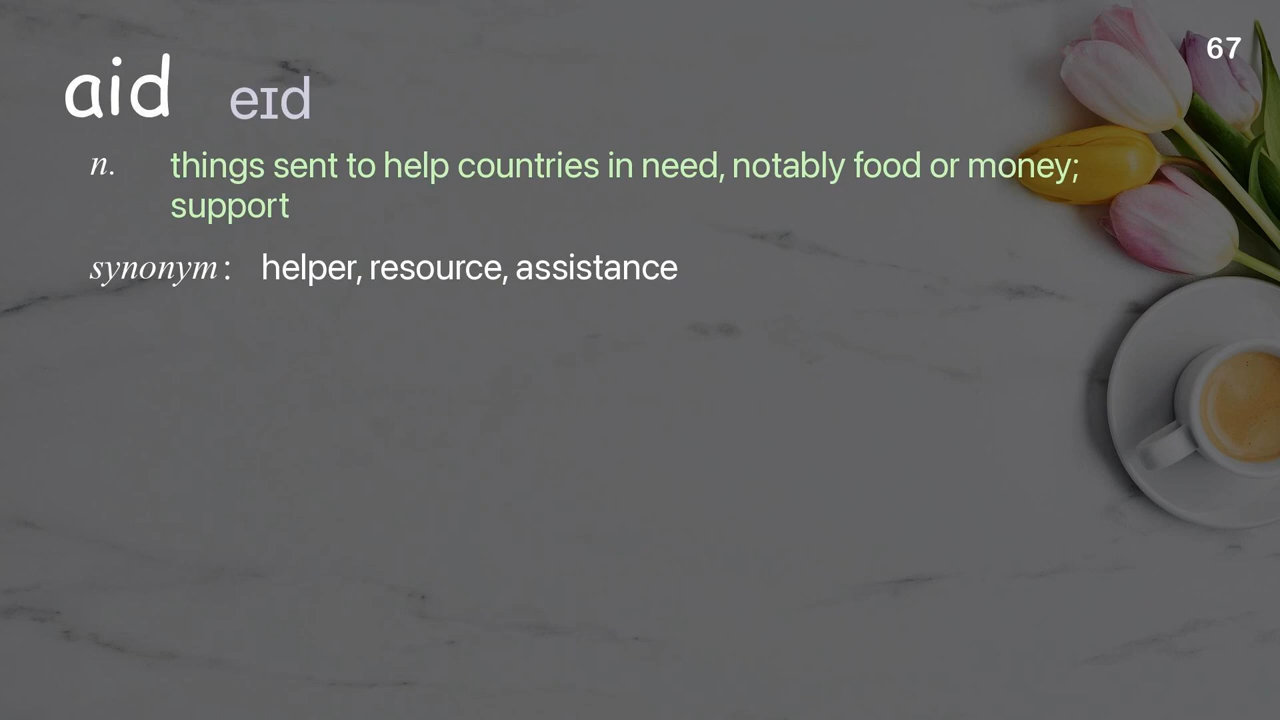 67
aid eɪd
n. things sent to help countries in need, notably food or money;
support
synonym: helper, resource, assistance